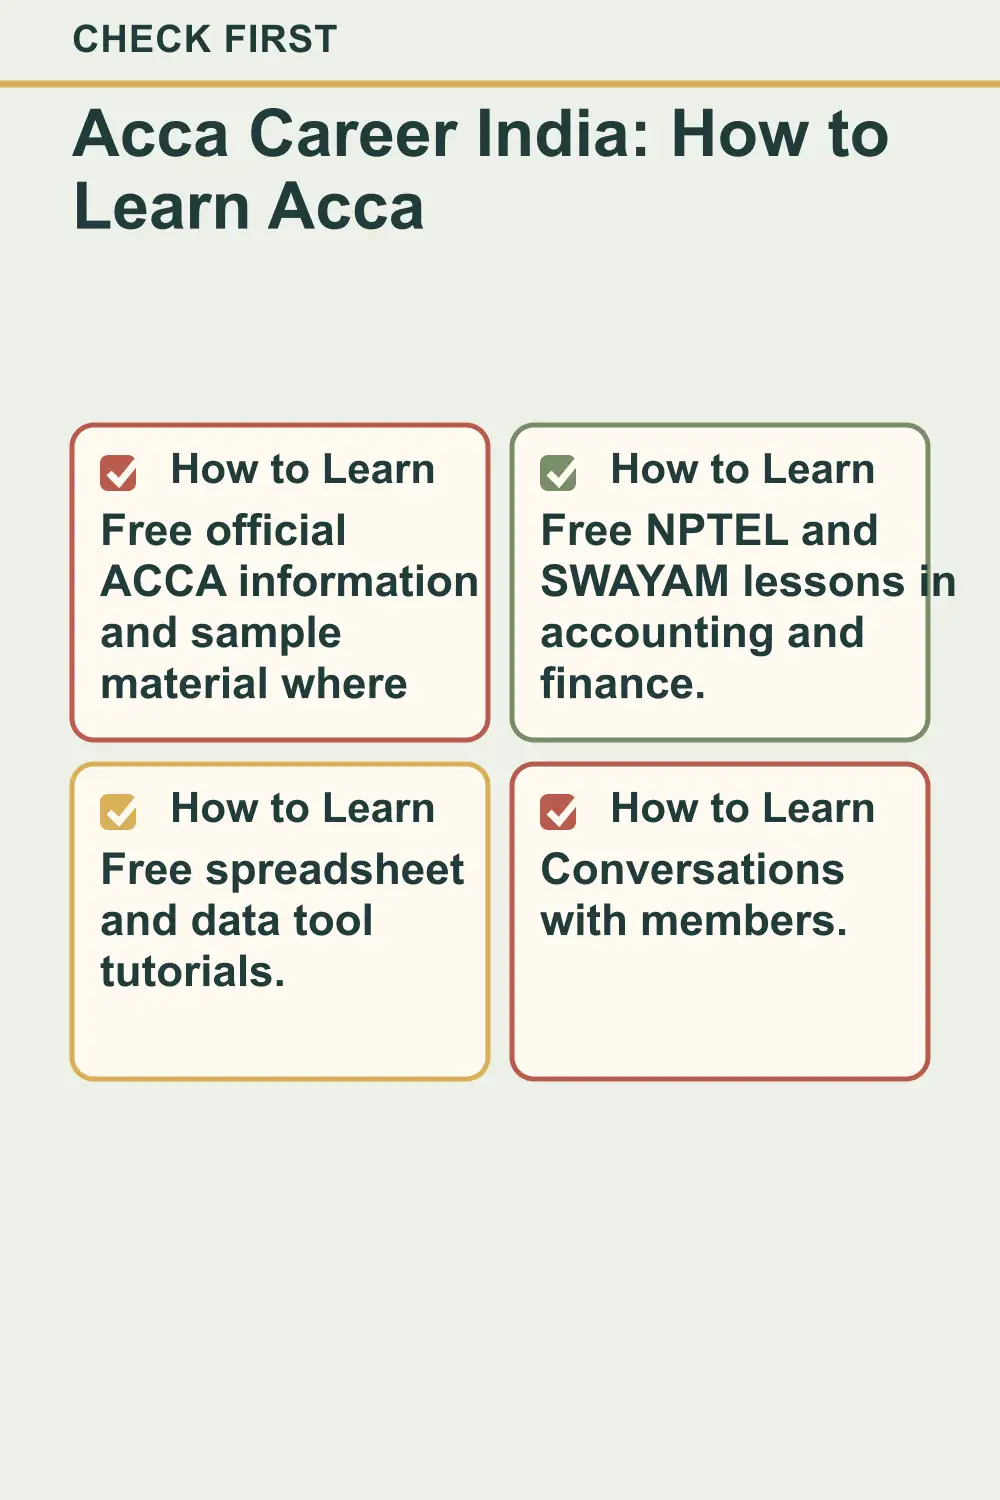 CHECK FIRST
Acca Career India: How to
Learn Acca
How to Learn
Free official
ACCA information
and sample
material where
How to Learn
Free NPTEL and
SWAYAM lessons in
accounting and
finance.
How to Learn
Free spreadsheet
and data tool
tutorials.
How to Learn
Conversations
with members.